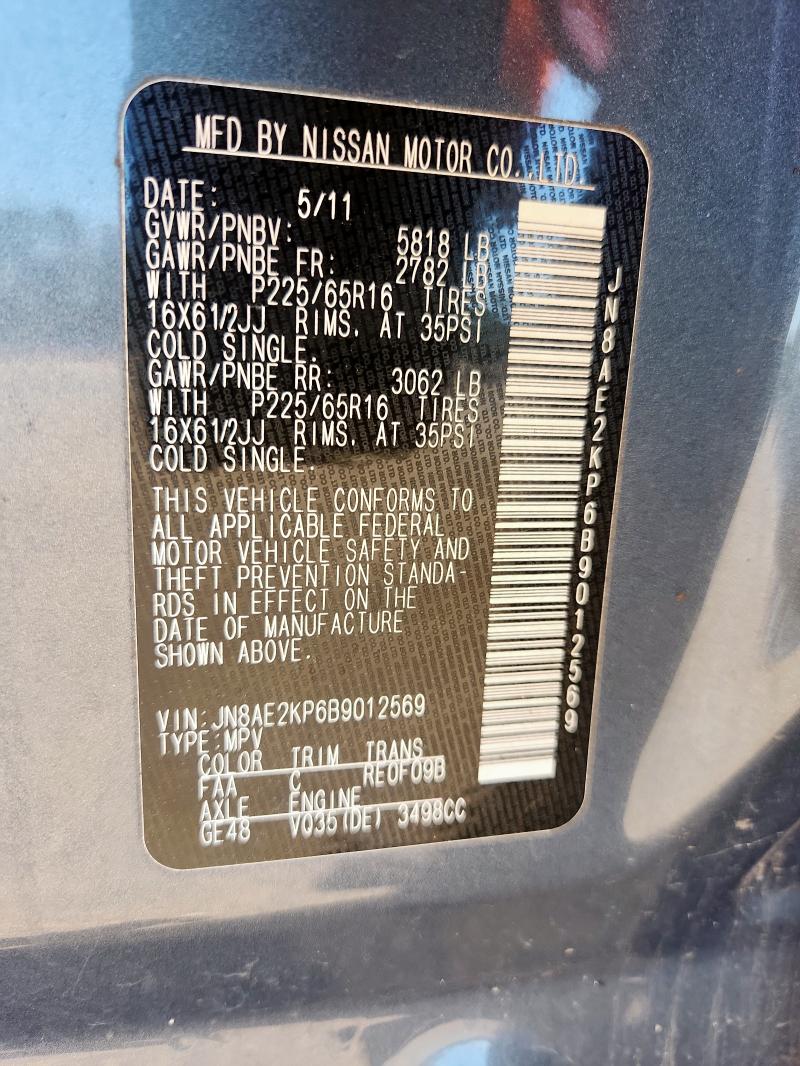 MFD BY NISSAN MOTOR CO.,LTD.
DATE: 5/11
GVWR/PNBV: 5818 LB
GAWR/PNBE FR: 2782 LB
WITH P225/65R16 TIRES
16X61/2JJ RIMS, AT 35PSI
COLD SINGLE.
GAWR/PNBE RR: 3062 LB
WITH P225/65R16 TIRES
16X61/2JJ RIMS, AT 35PSI
COLD SINGLE.
THIS VEHICLE CONFORMS TO
ALL APPLICABLE FEDERAL
MOTOR VEHICLE SAFETY AND
THEFT PREVENTION STANDA-
RDS IN EFFECT ON THE
DATE OF MANUFACTURE
SHOWN ABOVE.
VIN:JN8AE2KP6B9012569
TYPE:MPV
COLOR TRIM TRANS
FAA C RE0F09B
AXLE ENGINE
GE48 VQ35(DE) 3498CC
JN8AE2KP6B9012569